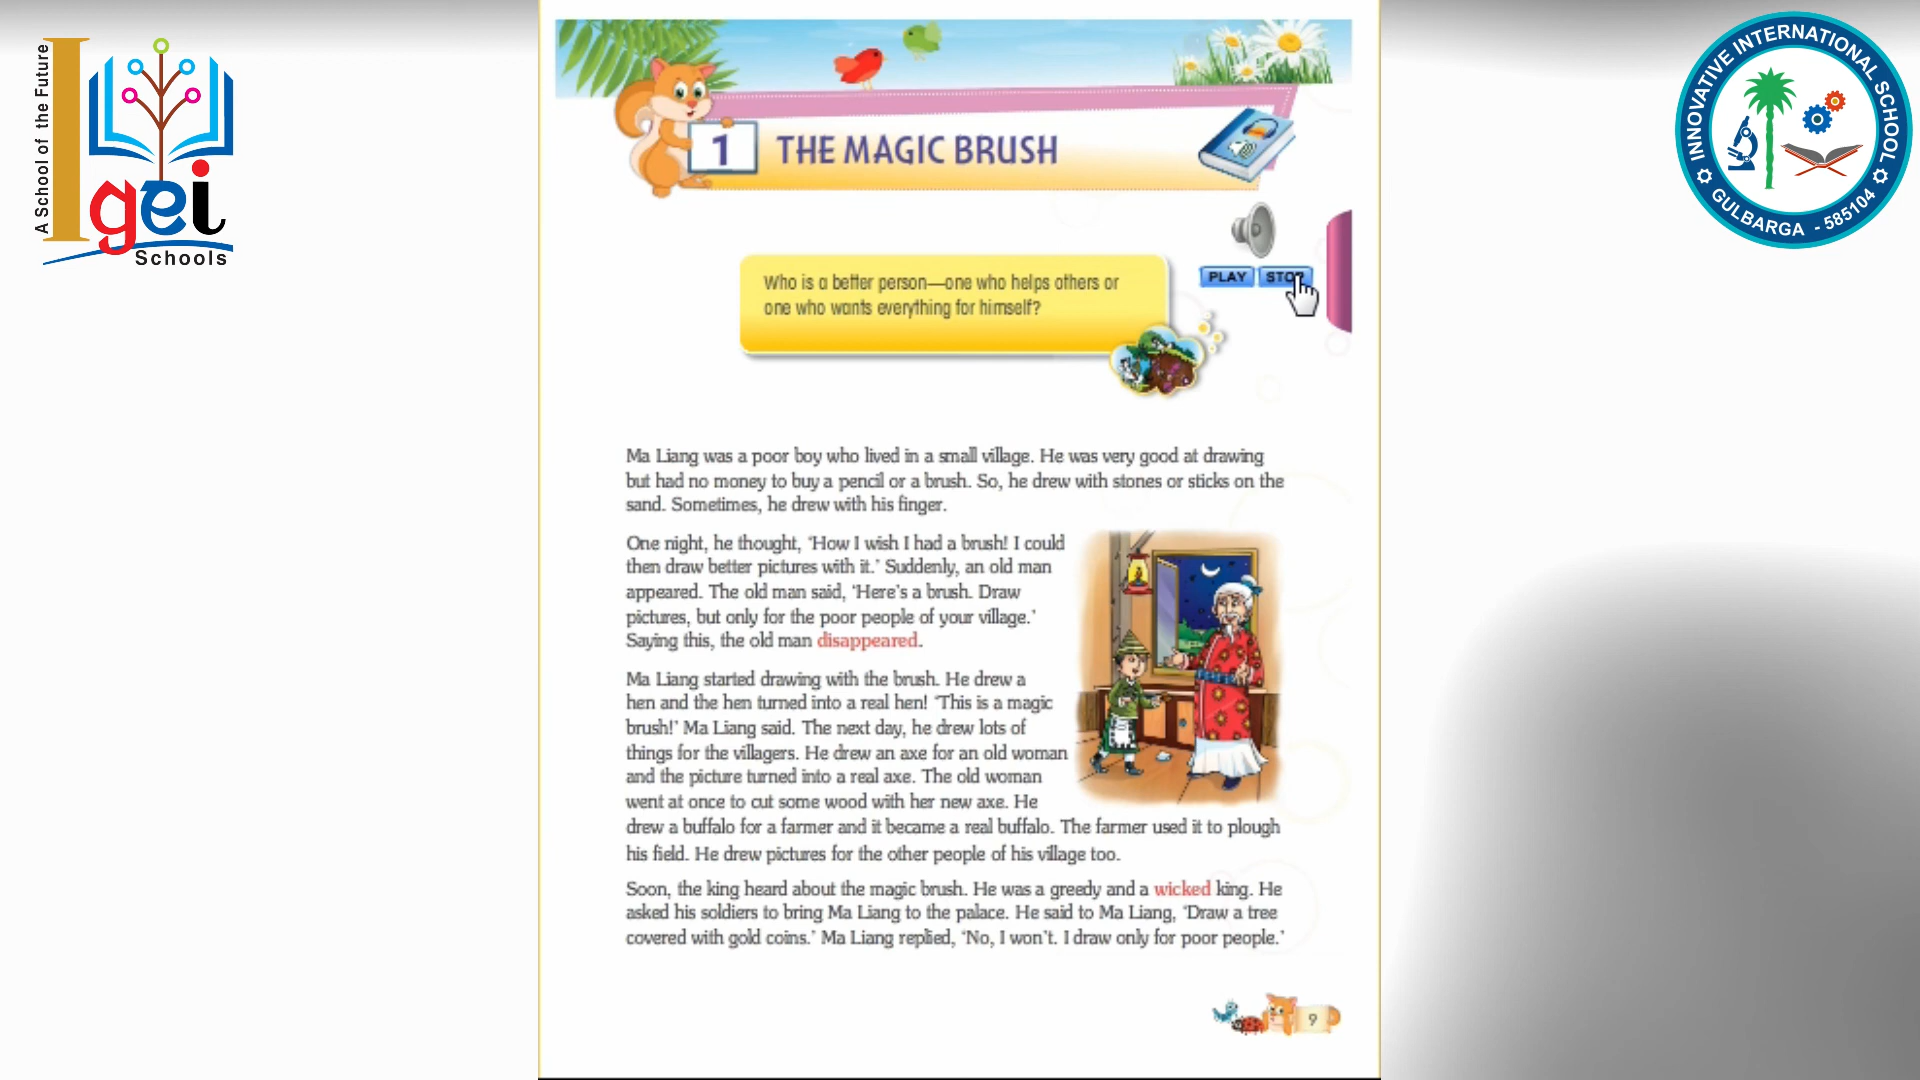 A School of the Future
Igei
Schools
INNOVATIVE INTERNATIONAL SCHOOL
GULBARGA - 585104
1 THE MAGIC BRUSH
PLAY STOP
Who is a better person—one who helps others or
one who wants everything for himself?
Ma Liang was a poor boy who lived in a small village. He was very good at drawing
but had no money to buy a pencil or a brush. So, he drew with stones or sticks on the
sand. Sometimes, he drew with his finger.
One night, he thought, ‘How I wish I had a brush! I could
then draw better pictures with it.’ Suddenly, an old man
appeared. The old man said, ‘Here’s a brush. Draw
pictures, but only for the poor people of your village.’
Saying this, the old man disappeared.
Ma Liang started drawing with the brush. He drew a
hen and the hen turned into a real hen! ‘This is a magic
brush!’ Ma Liang said. The next day, he drew lots of
things for the villagers. He drew an axe for an old woman
and the picture turned into a real axe. The old woman
went at once to cut some wood with her new axe. He
drew a buffalo for a farmer and it became a real buffalo. The farmer used it to plough
his field. He drew pictures for the other people of his village too.
Soon, the king heard about the magic brush. He was a greedy and a wicked king. He
asked his soldiers to bring Ma Liang to the palace. He said to Ma Liang, ‘Draw a tree
covered with gold coins.’ Ma Liang replied, ‘No, I won’t. I draw only for poor people.’
9